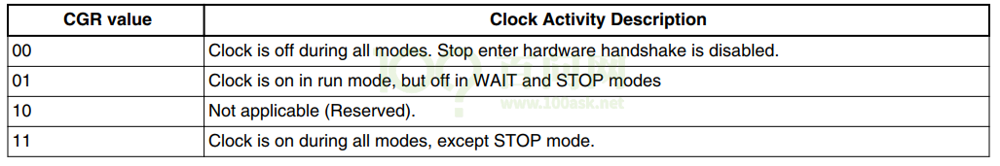 CGR value Clock Activity Description
00 Clock is off during all modes. Stop enter hardware handshake is disabled.
01 Clock is on in run mode, but off in WAIT and STOP modes
10 Not applicable (Reserved).
www.100ask.net
11 Clock is on during all modes, except STOP mode.